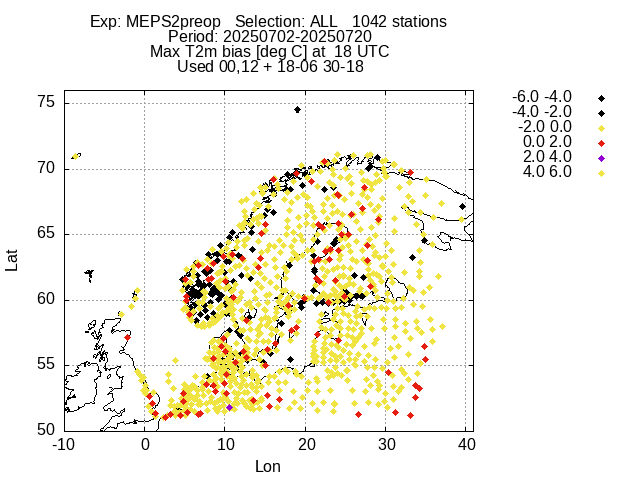 Exp: MEPS2preop   Selection: ALL   1042 stations
Period: 20250702-20250720
Max T2m bias [deg C] at  18 UTC
Used 00,12 + 18-06 30-18
-6.0 -4.0
-4.0 -2.0
-2.0 0.0
0.0 2.0
2.0 4.0
4.0 6.0
75
70
65
60
55
50
Lat
-10 0 10 20 30 40
Lon